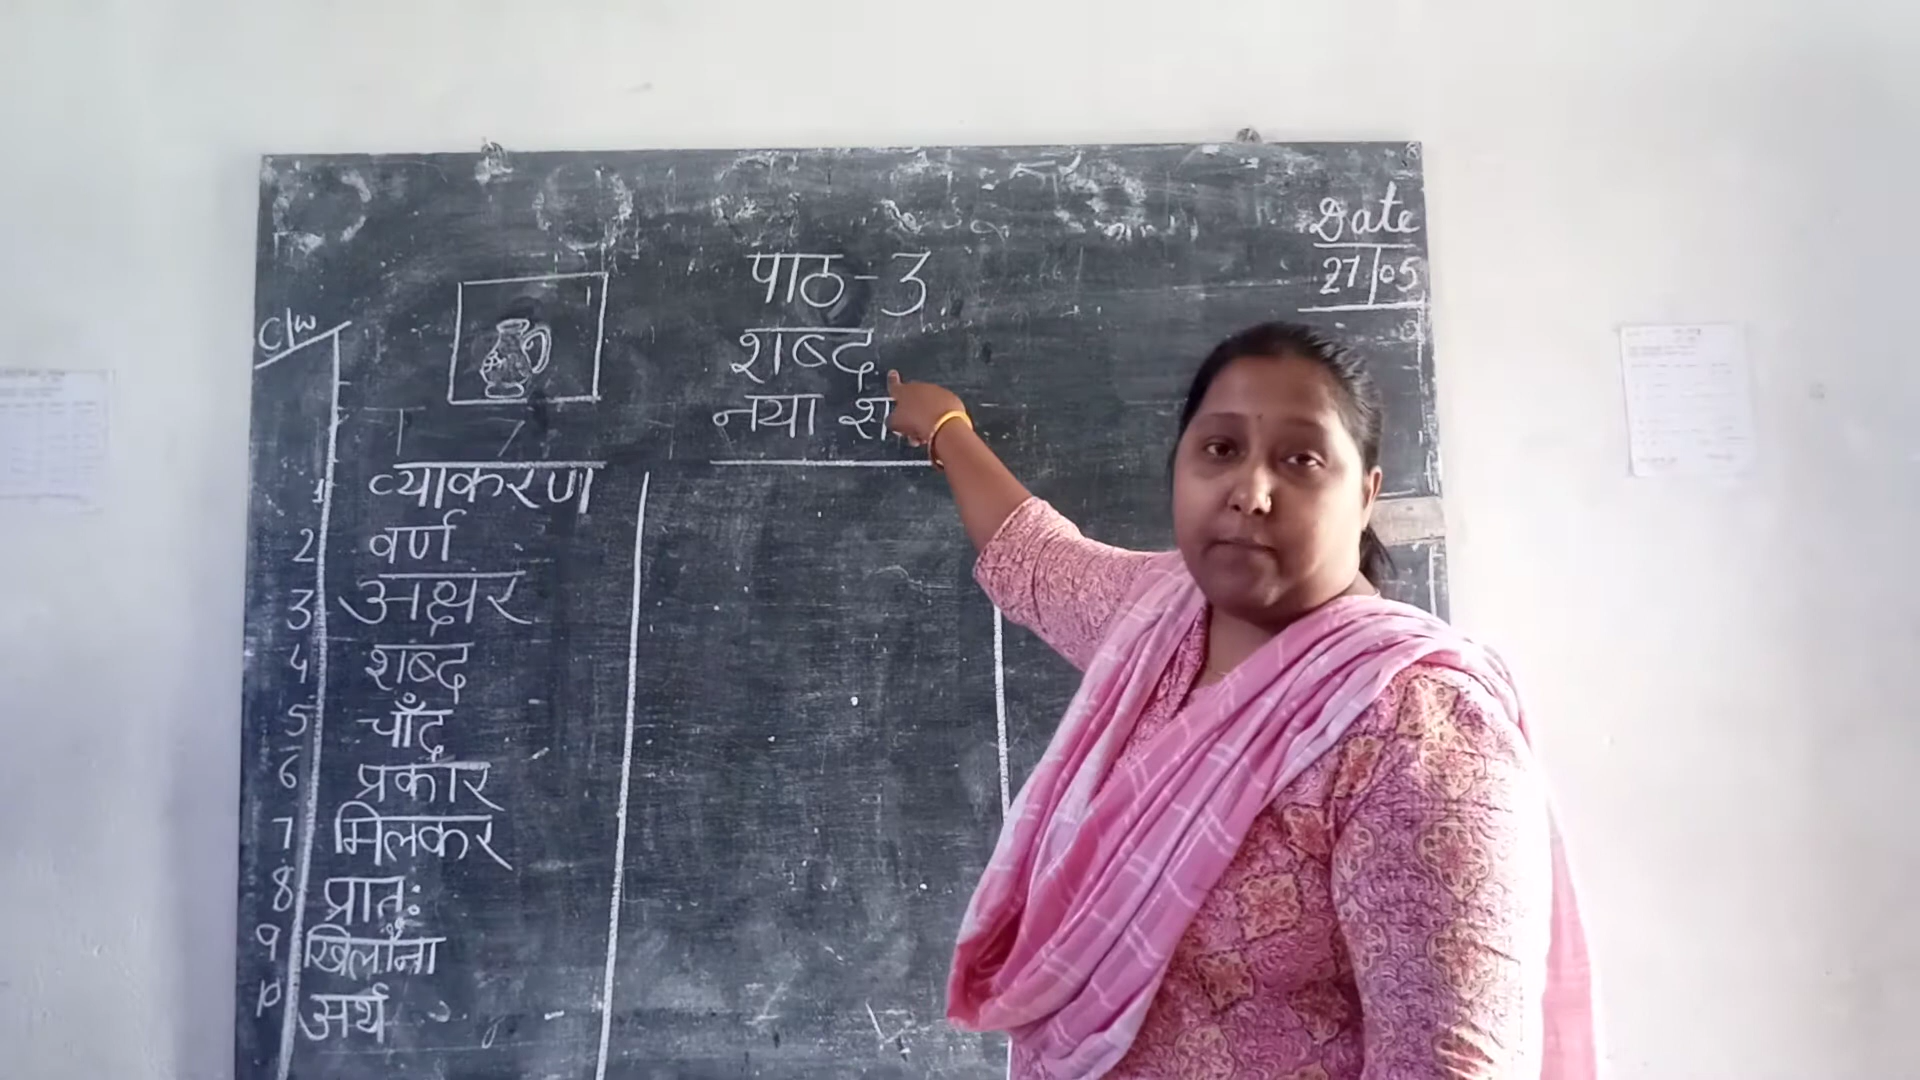 Date
27/05
पाठ-3
शब्द
नया
C/W
1 व्याकरण
2 वर्ण
3 अक्षर
4 शब्द
5 चाँद
6 प्रकार
7 मिलकर
8 प्रातः
9 खिलौना
10 अर्थ